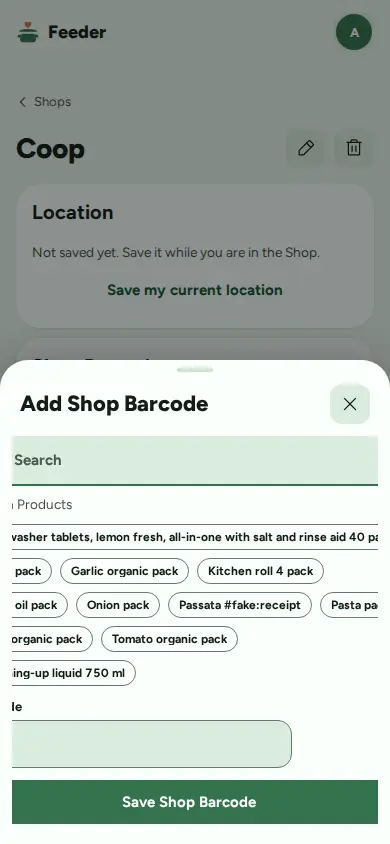 Feeder
A
Shops
Coop
Location
Not saved yet. Save it while you are in the Shop.
Save my current location
Add Shop Barcode
Search
Products
washer tablets, lemon fresh, all-in-one with salt and rinse aid 40 pa
pack Garlic organic pack Kitchen roll 4 pack
oil pack Onion pack Passata #fake:receipt Pasta pac
organic pack Tomato organic pack
ing-up liquid 750 ml
de
Save Shop Barcode